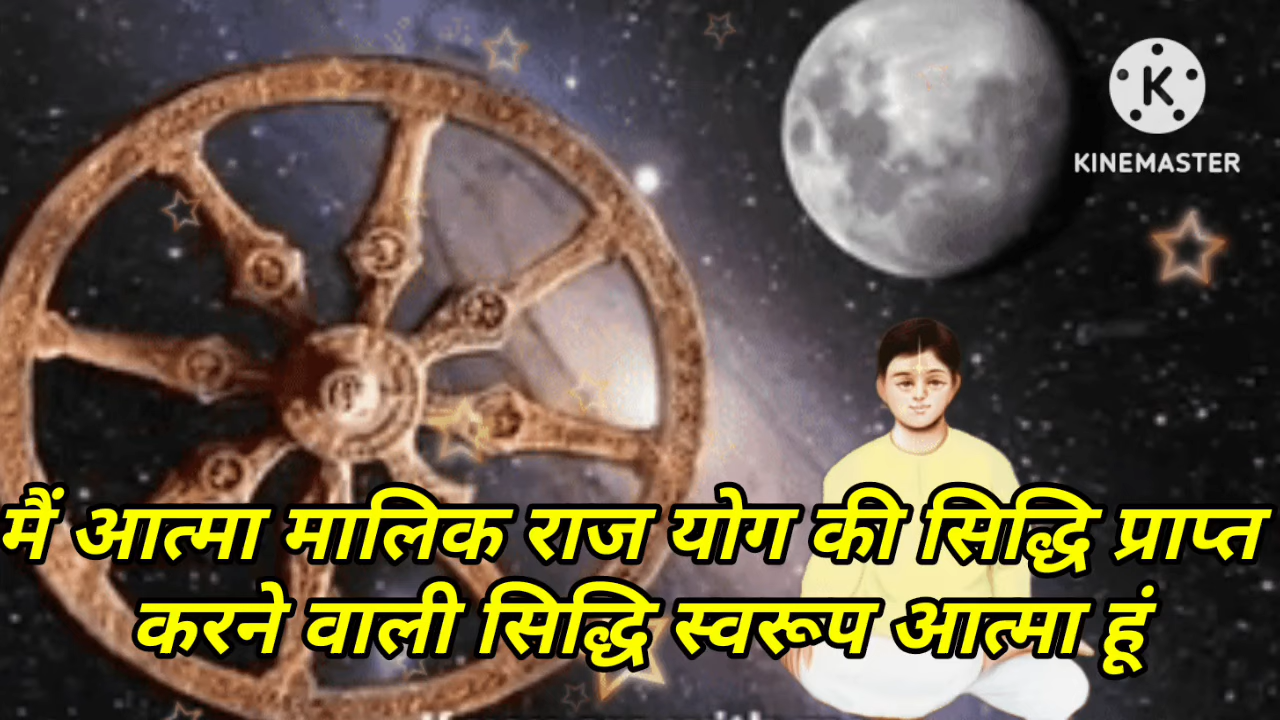 KINEMASTER
मैं आत्मा मालिक राज योग की सिद्धि प्राप्त
करने वाली सिद्धि स्वरूप आत्मा हूं